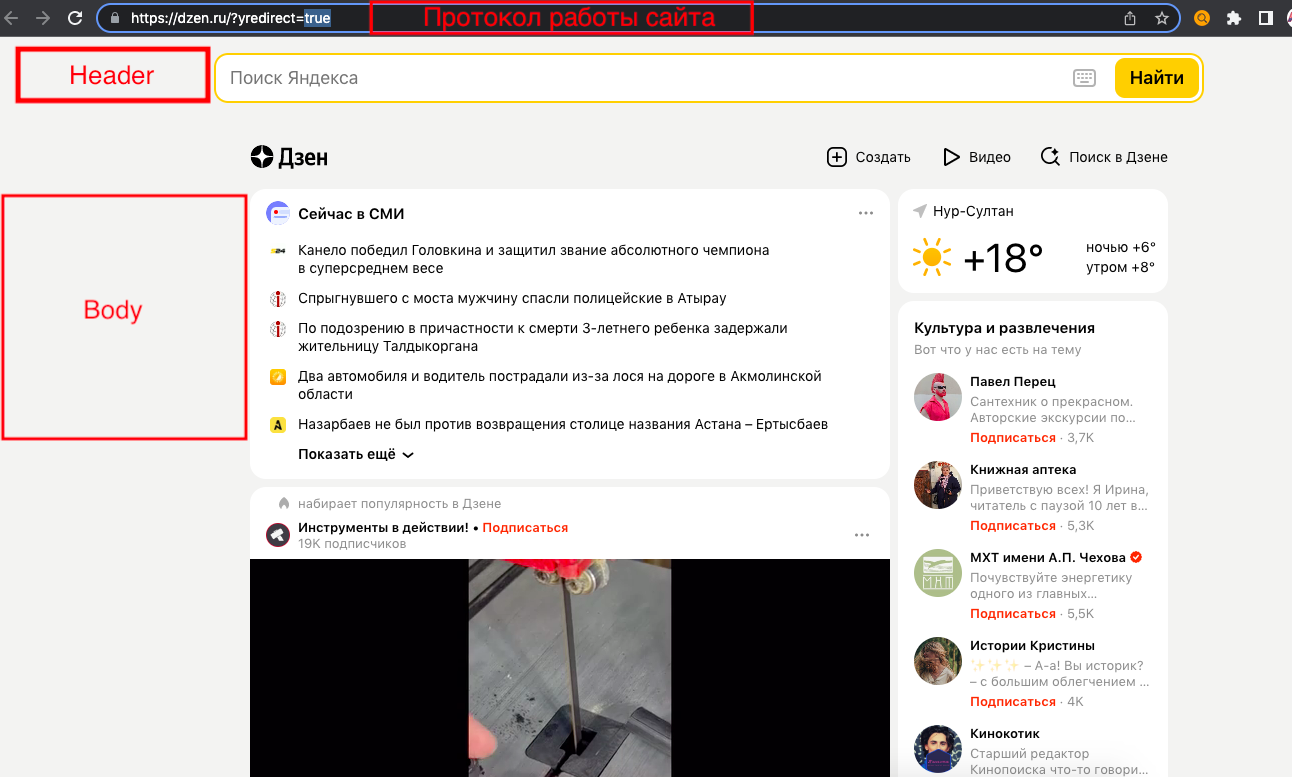 https://dzen.ru/?yredirect=true
Протокол работы сайта
Header
Поиск Яндекса
Найти
Дзен
Создать
Видео
Поиск в Дзене
Body
Сейчас в СМИ
Канело победил Головкина и защитил звание абсолютного чемпиона
в суперсреднем весе
Спрыгнувшего с моста мужчину спасли полицейские в Атырау
По подозрению в причастности к смерти 3-летнего ребенка задержали
жительницу Талдыкоргана
Два автомобиля и водитель пострадали из-за лося на дороге в Акмолинской
области
Назарбаев не был против возвращения столице названия Астана – Ертысбаев
Показать ещё
набирает популярность в Дзене
Инструменты в действии! • Подписаться
19K подписчиков
Нур-Султан
+18°
ночью +6°
утром +8°
Культура и развлечения
Вот что у нас есть на тему
Павел Перец
Сантехник о прекрасном.
Авторские экскурсии по...
Подписаться · 3,7K
Книжная аптека
Приветствую всех! Я Ирина,
читатель с паузой 10 лет в...
Подписаться · 5,3K
МХТ имени А.П. Чехова
МХТ
Почувствуйте энергетику
одного из главных...
Подписаться · 5,5K
Истории Кристины
✨✨✨ – А-а! Вы историк?
– с большим облегчением ...
Подписаться · 4K
Кинокотик
Старший редактор
Кинопоиска что-то говори...